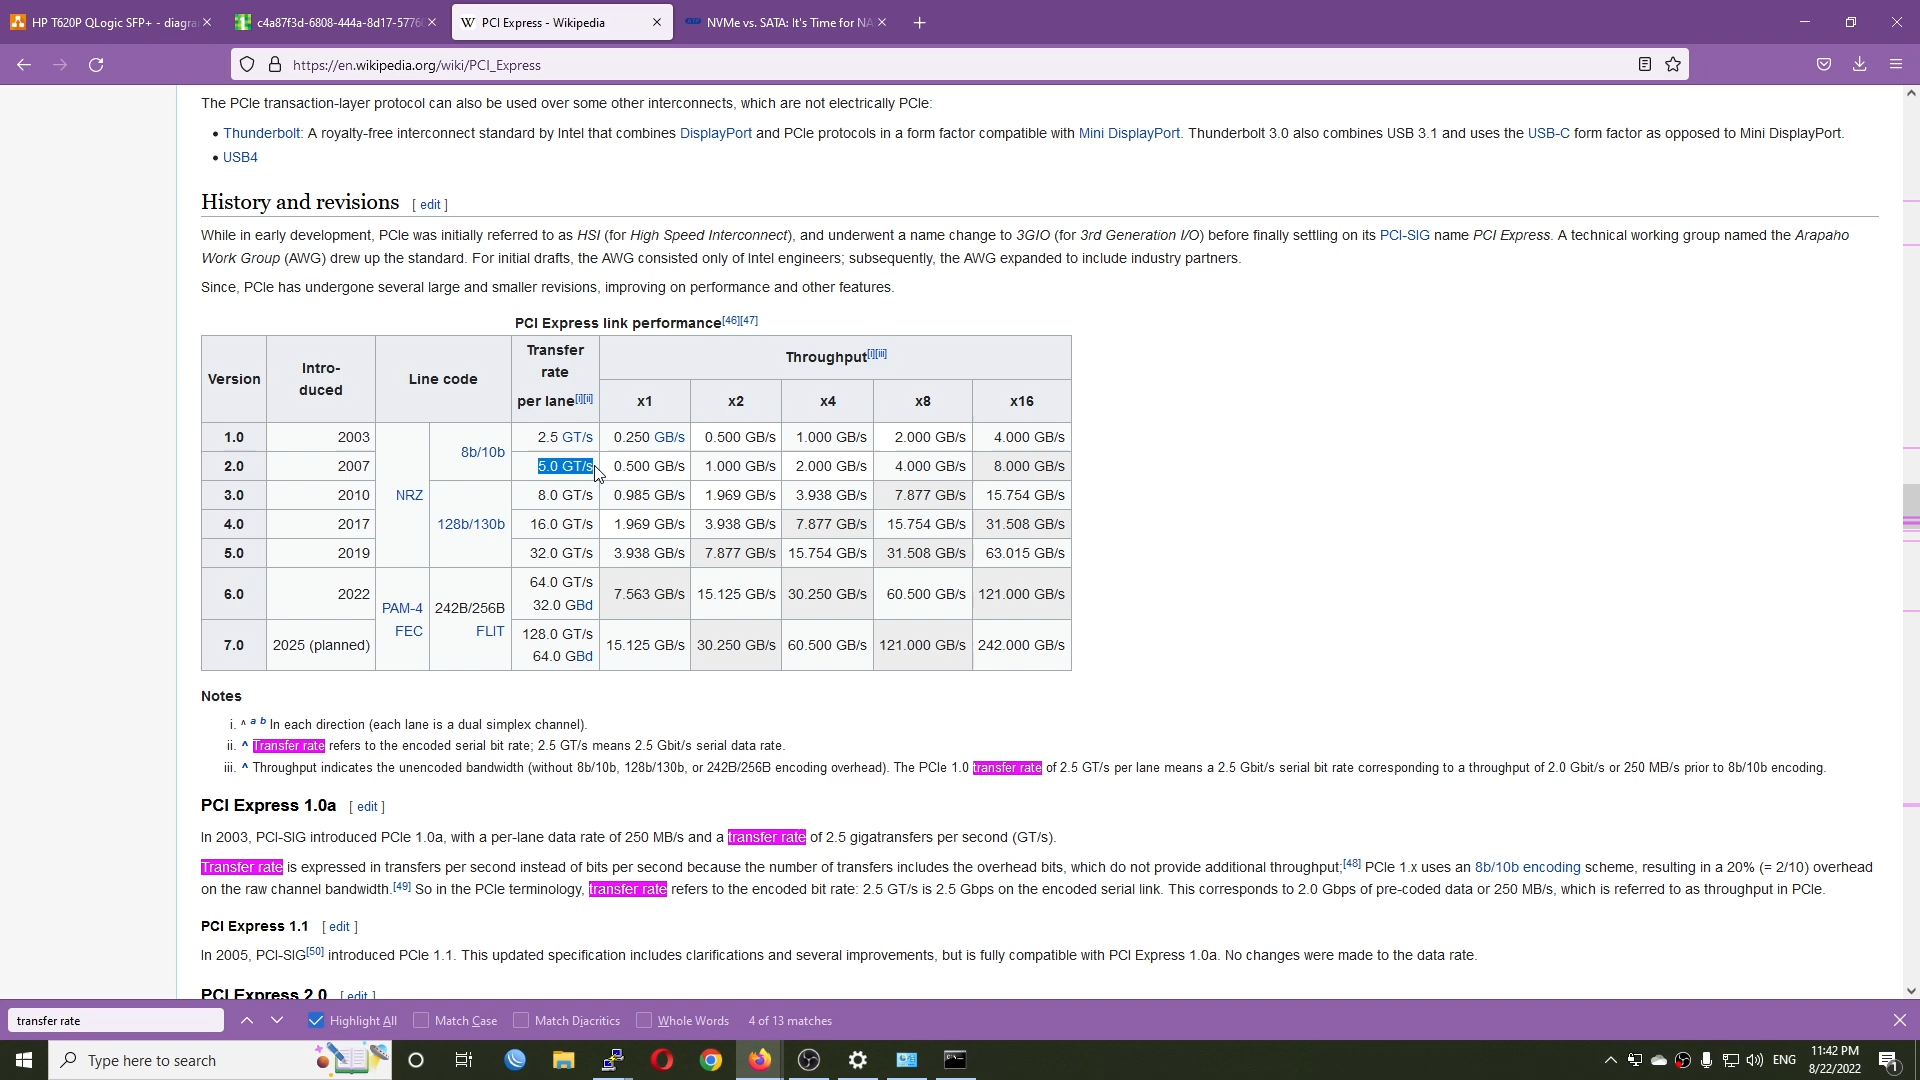 HP T620P QLogic SFP+ - diagra
c4a87f3d-6808-444a-8d17-5776
PCI Express - Wikipedia
NVMe vs. SATA: It's Time for NA
https://en.wikipedia.org/wiki/PCI_Express
The PCIe transaction-layer protocol can also be used over some other interconnects, which are not electrically PCIe:
• Thunderbolt: A royalty-free interconnect standard by Intel that combines DisplayPort and PCIe protocols in a form factor compatible with Mini DisplayPort. Thunderbolt 3.0 also combines USB 3.1 and uses the USB-C form factor as opposed to Mini DisplayPort.
• USB4
History and revisions [ edit ]
While in early development, PCIe was initially referred to as HSI (for High Speed Interconnect), and underwent a name change to 3GIO (for 3rd Generation I/O) before finally settling on its PCI-SIG name PCI Express. A technical working group named the Arapaho
Work Group (AWG) drew up the standard. For initial drafts, the AWG consisted only of Intel engineers; subsequently, the AWG expanded to include industry partners.
Since, PCIe has undergone several large and smaller revisions, improving on performance and other features.
PCI Express link performance[46][47]
Version Intro-duced Line code Transfer rate per lane[i][ii] Throughput[i][iii]
x1 x2 x4 x8 x16
1.0 2003 NRZ 8b/10b 2.5 GT/s 0.250 GB/s 0.500 GB/s 1.000 GB/s 2.000 GB/s 4.000 GB/s
2.0 2007 5.0 GT/s 0.500 GB/s 1.000 GB/s 2.000 GB/s 4.000 GB/s 8.000 GB/s
3.0 2010 128b/130b 8.0 GT/s 0.985 GB/s 1.969 GB/s 3.938 GB/s 7.877 GB/s 15.754 GB/s
4.0 2017 16.0 GT/s 1.969 GB/s 3.938 GB/s 7.877 GB/s 15.754 GB/s 31.508 GB/s
5.0 2019 32.0 GT/s 3.938 GB/s 7.877 GB/s 15.754 GB/s 31.508 GB/s 63.015 GB/s
6.0 2022 PAM-4 FEC 242B/256B FLIT 64.0 GT/s 32.0 GBd 7.563 GB/s 15.125 GB/s 30.250 GB/s 60.500 GB/s 121.000 GB/s
7.0 2025 (planned) 128.0 GT/s 64.0 GBd 15.125 GB/s 30.250 GB/s 60.500 GB/s 121.000 GB/s 242.000 GB/s
Notes
i. ^ a b In each direction (each lane is a dual simplex channel).
ii. ^ Transfer rate refers to the encoded serial bit rate; 2.5 GT/s means 2.5 Gbit/s serial data rate.
iii. ^ Throughput indicates the unencoded bandwidth (without 8b/10b, 128b/130b, or 242B/256B encoding overhead). The PCIe 1.0 transfer rate of 2.5 GT/s per lane means a 2.5 Gbit/s serial bit rate corresponding to a throughput of 2.0 Gbit/s or 250 MB/s prior to 8b/10b encoding.
PCI Express 1.0a [ edit ]
In 2003, PCI-SIG introduced PCIe 1.0a, with a per-lane data rate of 250 MB/s and a transfer rate of 2.5 gigatransfers per second (GT/s).
Transfer rate is expressed in transfers per second instead of bits per second because the number of transfers includes the overhead bits, which do not provide additional throughput;[48] PCIe 1.x uses an 8b/10b encoding scheme, resulting in a 20% (= 2/10) overhead
on the raw channel bandwidth.[49] So in the PCIe terminology, transfer rate refers to the encoded bit rate: 2.5 GT/s is 2.5 Gbps on the encoded serial link. This corresponds to 2.0 Gbps of pre-coded data or 250 MB/s, which is referred to as throughput in PCIe.
PCI Express 1.1 [ edit ]
In 2005, PCI-SIG[50] introduced PCIe 1.1. This updated specification includes clarifications and several improvements, but is fully compatible with PCI Express 1.0a. No changes were made to the data rate.
PCI Express 2.0 [ edit ]
transfer rate Highlight All Match Case Match Diacritics Whole Words 4 of 13 matches
Type here to search
ENG
11:42 PM
8/22/2022
1